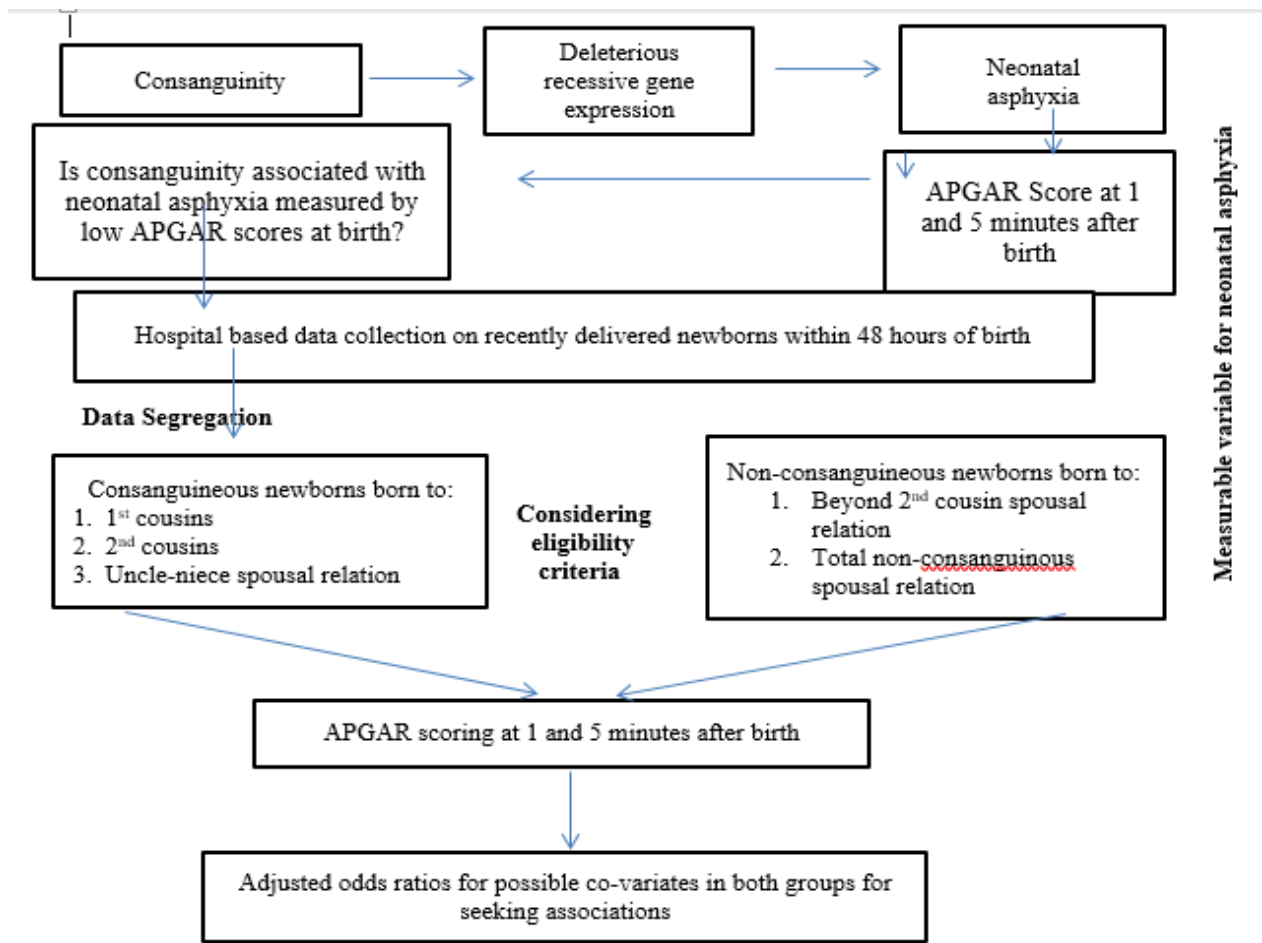 Consanguinity
Deleterious
recessive gene
expression
Neonatal
asphyxia
Is consanguinity associated with
neonatal asphyxia measured by
low APGAR scores at birth?
APGAR Score at 1
and 5 minutes after
birth
Measurable variable for neonatal asphyxia
Hospital based data collection on recently delivered newborns within 48 hours of birth
Data Segregation
Consanguineous newborns born to:
1. 1st cousins
2. 2nd cousins
3. Uncle-niece spousal relation
Considering
eligibility
criteria
Non-consanguineous newborns born to:
1. Beyond 2nd cousin spousal
relation
2. Total non-consanguinous
spousal relation
APGAR scoring at 1 and 5 minutes after birth
Adjusted odds ratios for possible co-variates in both groups for
seeking associations